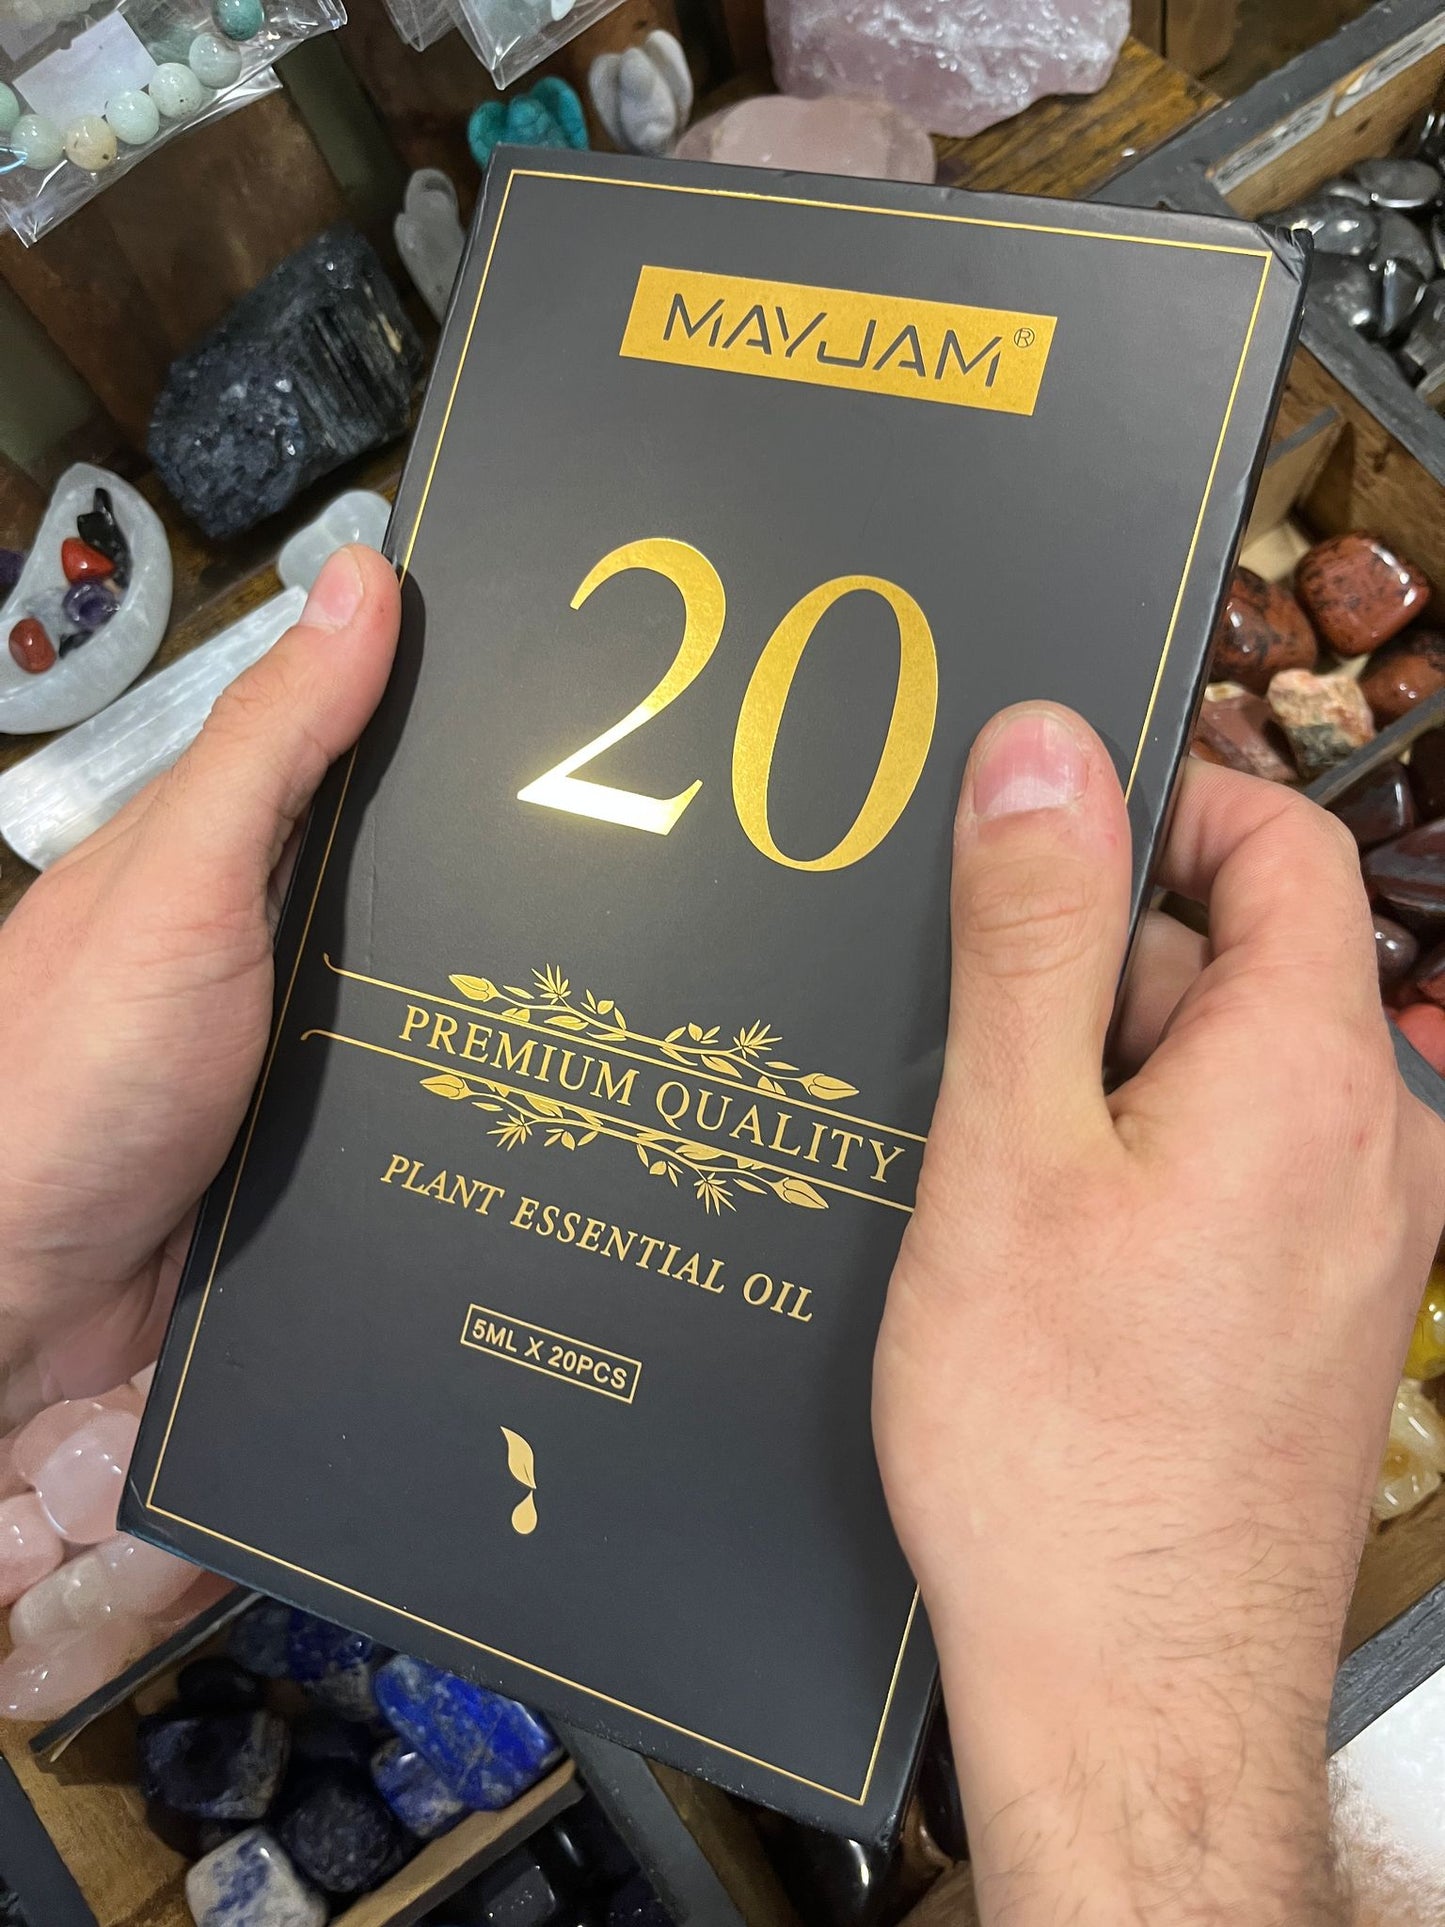 MAYJAM®
20
PREMIUM QUALITY
PLANT ESSENTIAL OIL
5ML X 20PCS